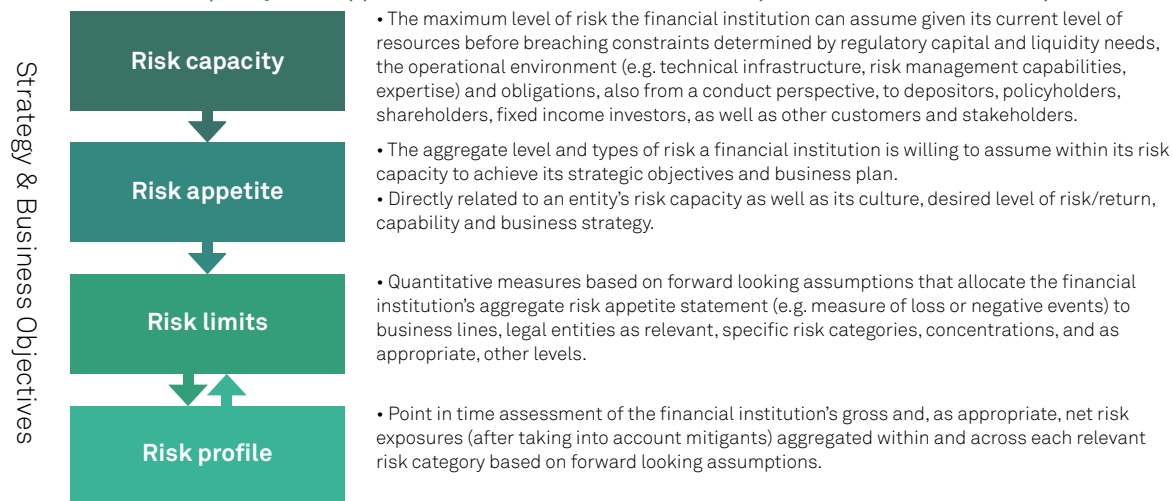 Strategy & Business Objectives
Risk capacity
• The maximum level of risk the financial institution can assume given its current level of
resources before breaching constraints determined by regulatory capital and liquidity needs,
the operational environment (e.g. technical infrastructure, risk management capabilities,
expertise) and obligations, also from a conduct perspective, to depositors, policyholders,
shareholders, fixed income investors, as well as other customers and stakeholders.
Risk appetite
• The aggregate level and types of risk a financial institution is willing to assume within its risk
capacity to achieve its strategic objectives and business plan.
• Directly related to an entity's risk capacity as well as its culture, desired level of risk/return,
capability and business strategy.
Risk limits
• Quantitative measures based on forward looking assumptions that allocate the financial
institution's aggregate risk appetite statement (e.g. measure of loss or negative events) to
business lines, legal entities as relevant, specific risk categories, concentrations, and as
appropriate, other levels.
Risk profile
• Point in time assessment of the financial institution's gross and, as appropriate, net risk
exposures (after taking into account mitigants) aggregated within and across each relevant
risk category based on forward looking assumptions.